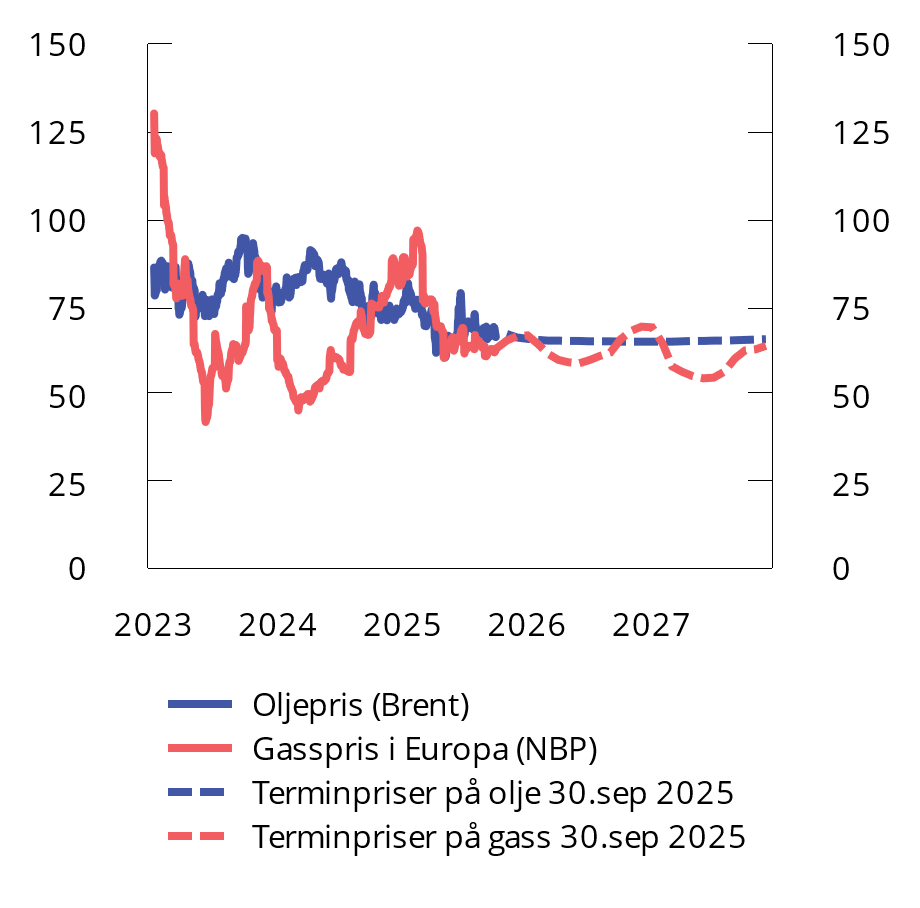 150 150
125 125
100 100
75 75
50 50
25 25
0 0
2023 2024 2025 2026 2027
Oljepris (Brent)
Gasspris i Europa (NBP)
Terminpriser på olje 30.sep 2025
Terminpriser på gass 30.sep 2025